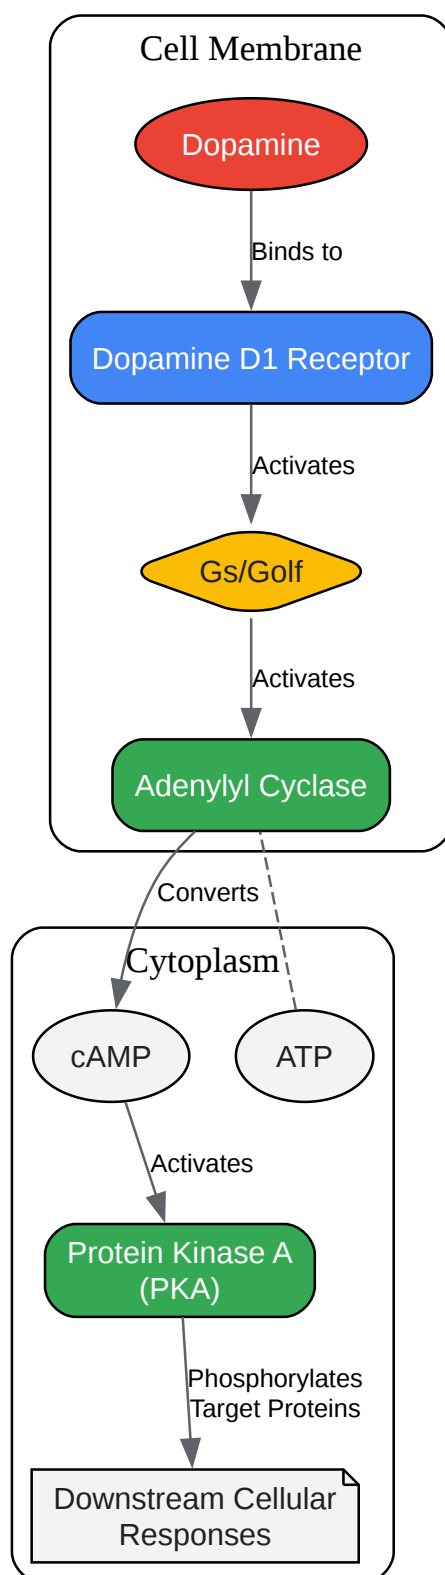 Cell Membrane
Dopamine
Binds to
Dopamine D1 Receptor
Activates
Gs/Golf
Activates
Adenylyl Cyclase
Converts
Cytoplasm
cAMP
ATP
Activates
Protein Kinase A
(PKA)
Phosphorylates
Target Proteins
Downstream Cellular
Responses